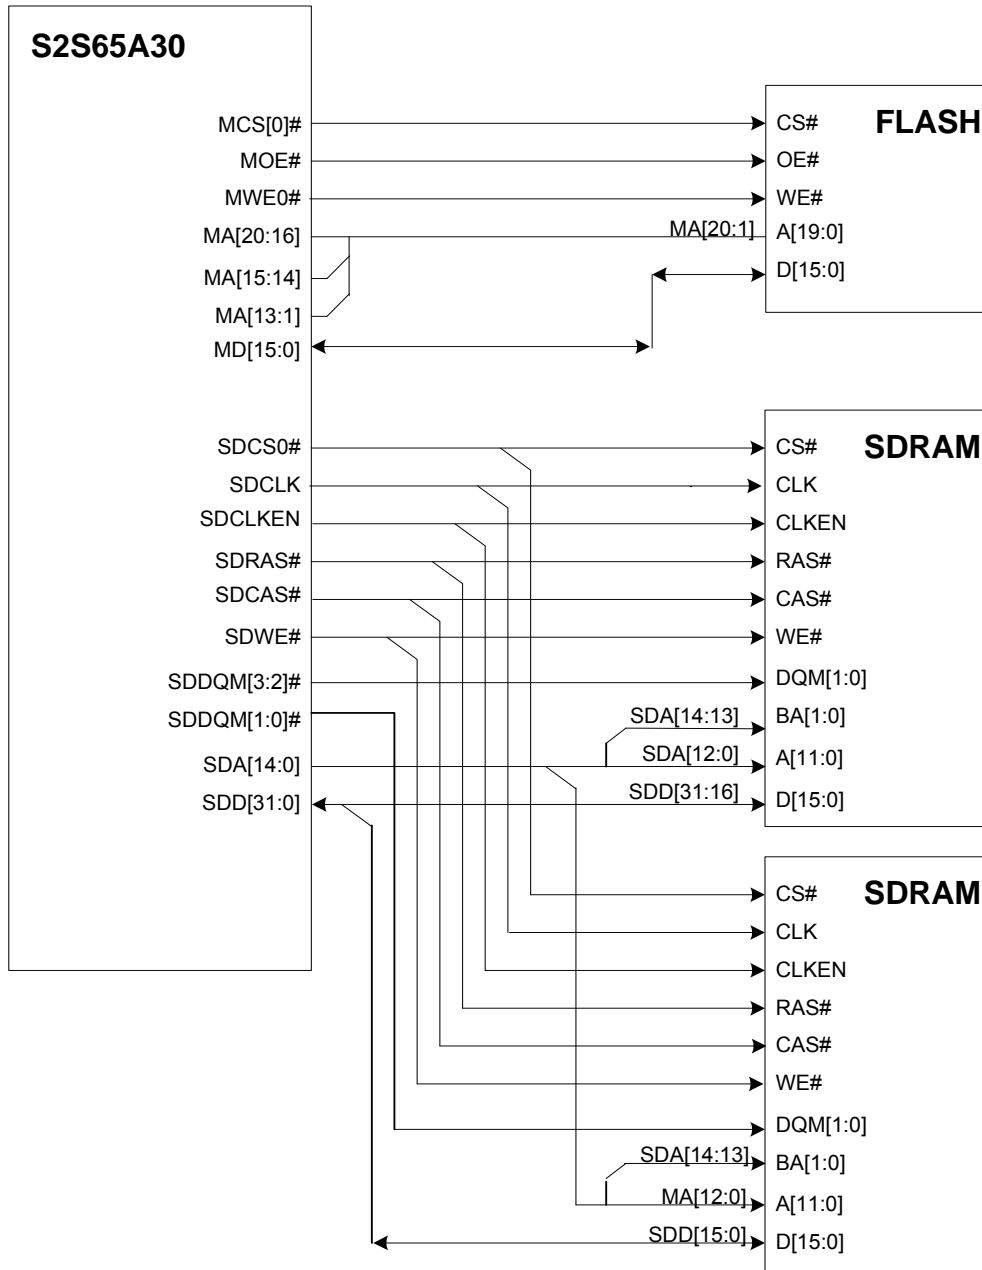 S2S65A30
MCS[0]#
MOE#
MWE0#
MA[20:16]
MA[15:14]
MA[13:1]
MD[15:0]
SDCS0#
SDCLK
SDCLKEN
SDRAS#
SDCAS#
SDWE#
SDDQM[3:2]#
SDDQM[1:0]#
SDA[14:0]
SDD[31:0]
FLASH
CS#
OE#
WE#
MA[20:1]
A[19:0]
D[15:0]
SDRAM
CS#
CLK
CLKEN
RAS#
CAS#
WE#
DQM[1:0]
SDA[14:13]
BA[1:0]
SDA[12:0]
A[11:0]
SDD[31:16]
D[15:0]
SDRAM
CS#
CLK
CLKEN
RAS#
CAS#
WE#
DQM[1:0]
SDA[14:13]
BA[1:0]
MA[12:0]
A[11:0]
SDD[15:0]
D[15:0]